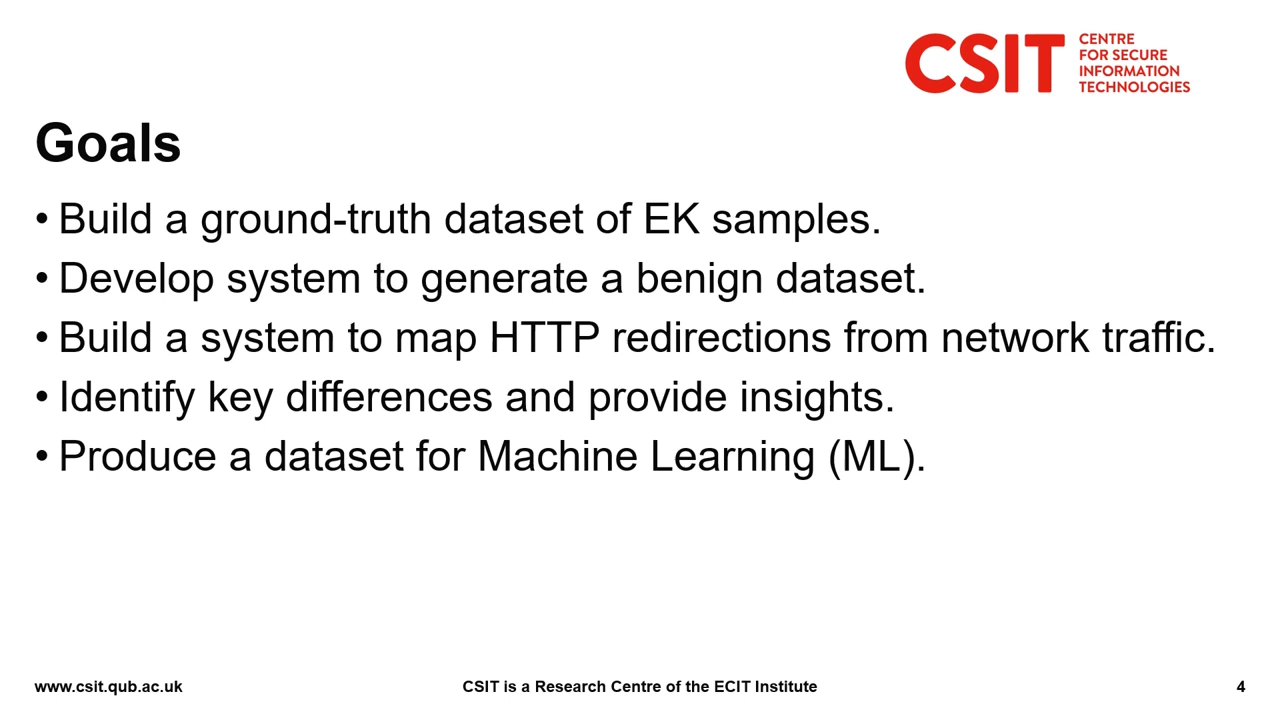 CSIT
CENTRE
FOR SECURE
INFORMATION
TECHNOLOGIES
Goals
• Build a ground-truth dataset of EK samples.
• Develop system to generate a benign dataset.
• Build a system to map HTTP redirections from network traffic.
• Identify key differences and provide insights.
• Produce a dataset for Machine Learning (ML).
www.csit.qub.ac.uk
CSIT is a Research Centre of the ECIT Institute
4